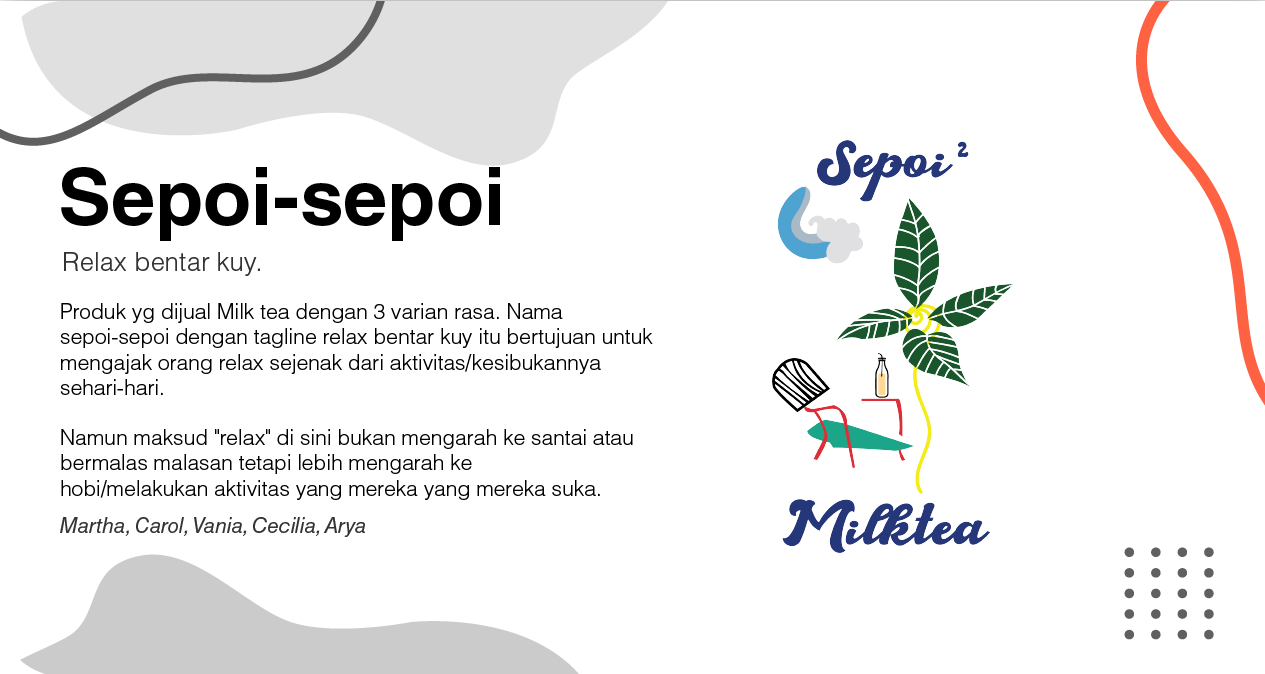 Sepoi-sepoi
Relax bentar kuy.
Produk yg dijual Milk tea dengan 3 varian rasa. Nama
sepoi-sepoi dengan tagline relax bentar kuy itu bertujuan untuk
mengajak orang relax sejenak dari aktivitas/kesibukannya
sehari-hari.
Namun maksud "relax" di sini bukan mengarah ke santai atau
bermalas malasan tetapi lebih mengarah ke
hobi/melakukan aktivitas yang mereka yang mereka suka.
Martha, Carol, Vania, Cecilia, Arya
Sepoi ²
Milktea